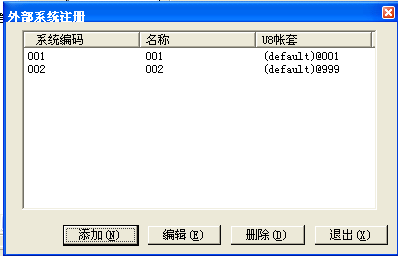 外部系统注册
系统编码 名称 U8帐套
001 001 (default)@001
002 002 (default)@999
添加(N) 编辑(E) 删除(D) 退出(X)